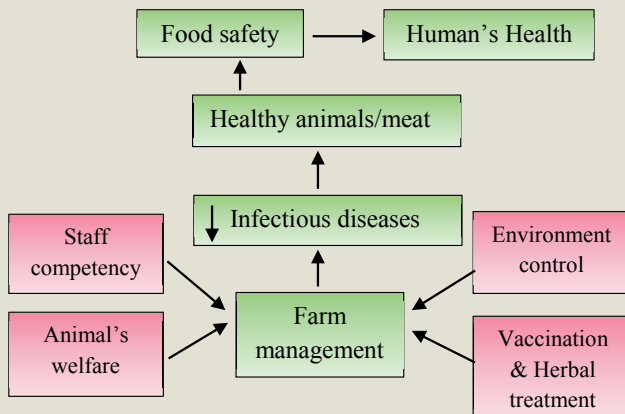 Food safety
Human’s Health
Healthy animals/meat
Infectious diseases
Staff
competency
Environment
control
Farm
management
Animal’s
welfare
Vaccination
& Herbal
treatment